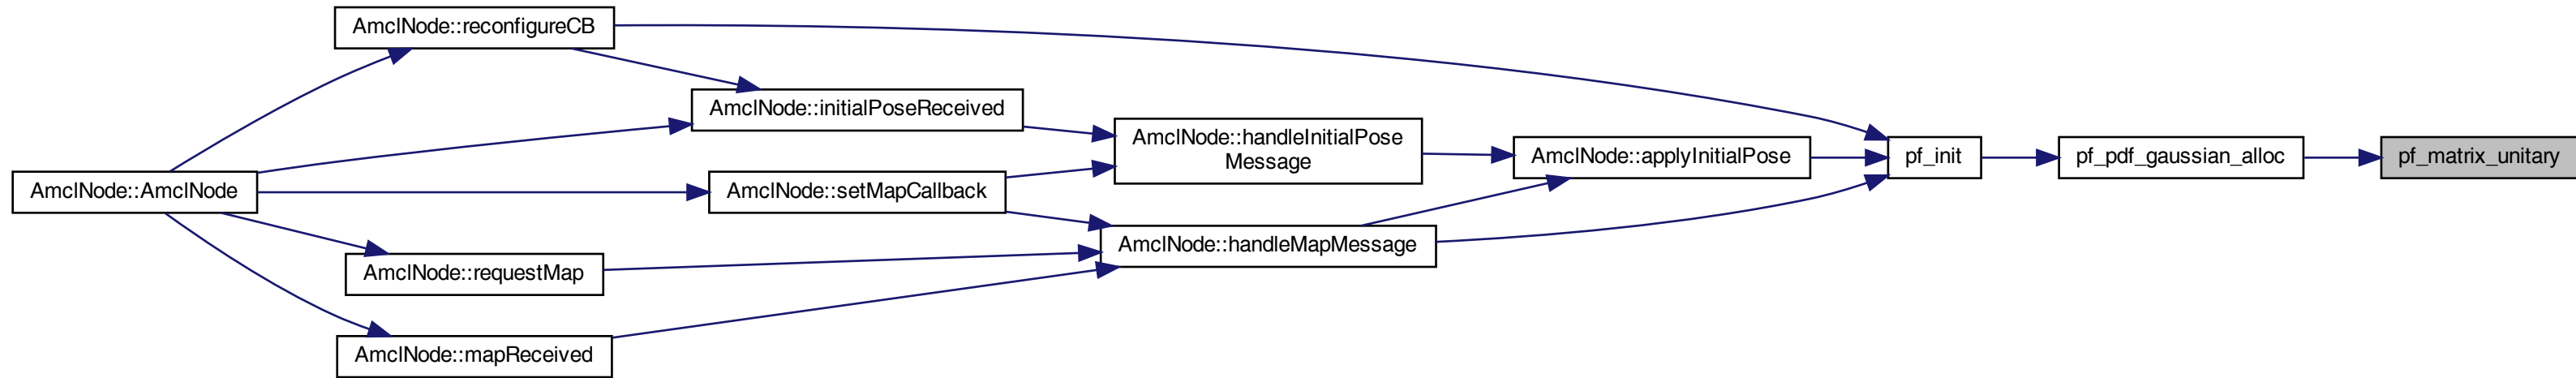 AmclNode::reconfigureCB
AmclNode::initialPoseReceived
AmclNode::handleInitialPose
Message
AmclNode::applyInitialPose
pf_init
pf_pdf_gaussian_alloc
pf_matrix_unitary
AmclNode::AmclNode
AmclNode::setMapCallback
AmclNode::handleMapMessage
AmclNode::requestMap
AmclNode::mapReceived